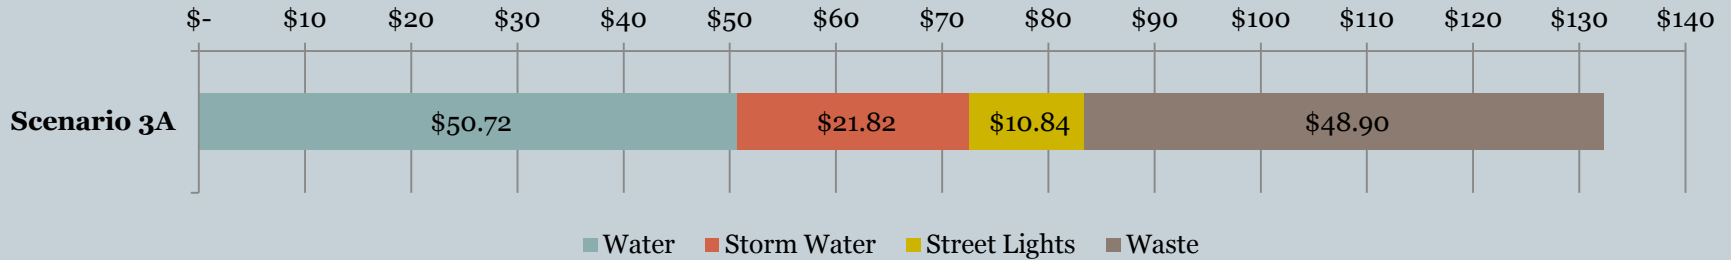 $- $10 $20 $30 $40 $50 $60 $70 $80 $90 $100 $110 $120 $130 $140
Scenario 3A $50.72 $21.82 $10.84 $48.90
Water Storm Water Street Lights Waste